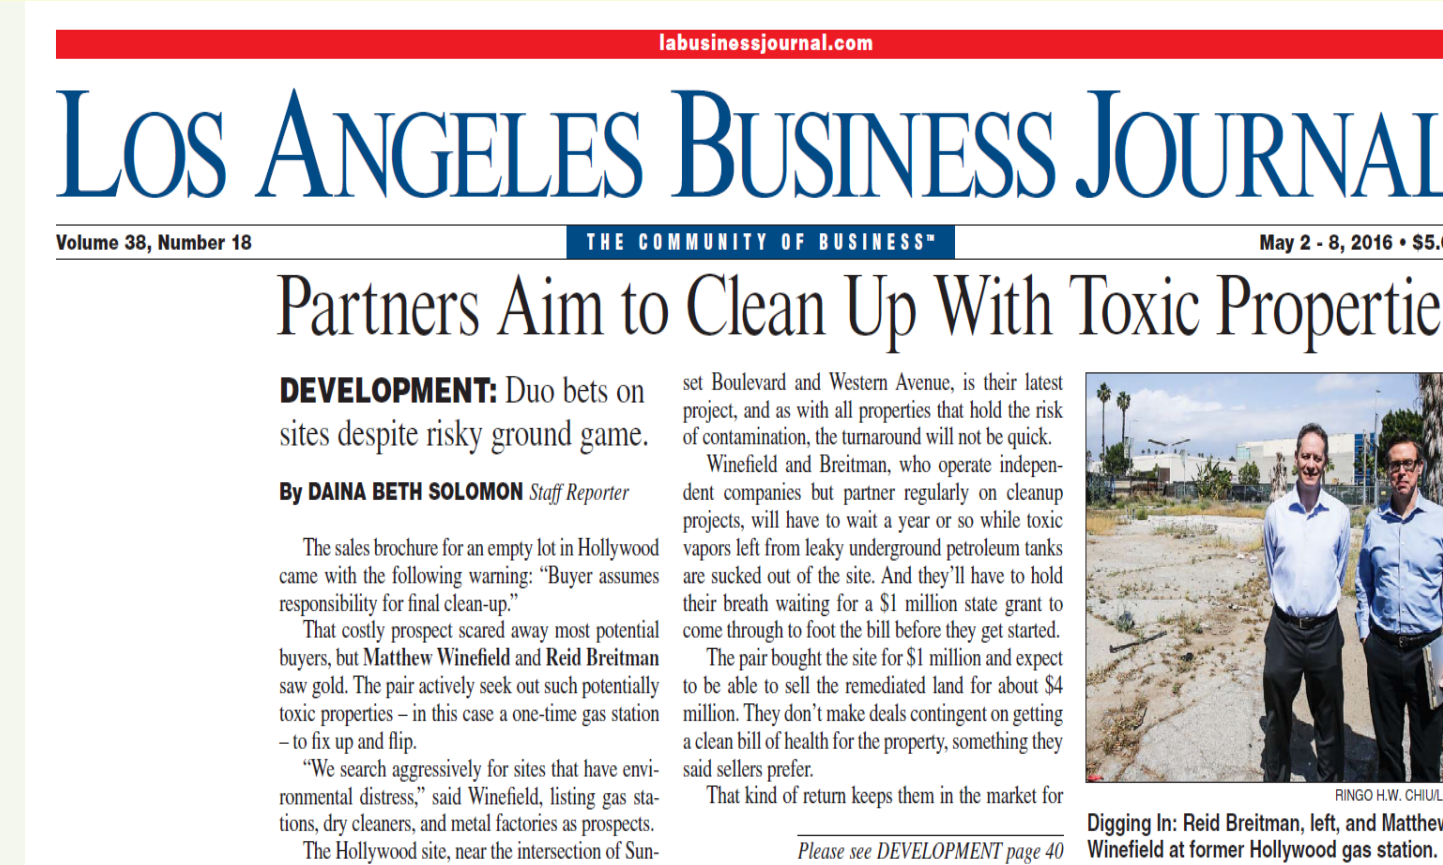 labusinessjournal.com
LOS ANGELES BUSINESS JOURNAL
Volume 38, Number 18
THE COMMUNITY OF BUSINESS™
May 2 - 8, 2016 • $5.
Partners Aim to Clean Up With Toxic Propertie
DEVELOPMENT: Duo bets on
sites despite risky ground game.
By DAINA BETH SOLOMON Staff Reporter
The sales brochure for an empty lot in Hollywood
came with the following warning: “Buyer assumes
responsibility for final clean-up.”
That costly prospect scared away most potential
buyers, but Matthew Winefield and Reid Breitman
saw gold. The pair actively seek out such potentially
toxic properties – in this case a one-time gas station
– to fix up and flip.
“We search aggressively for sites that have envi-
ronmental distress,” said Winefield, listing gas sta-
tions, dry cleaners, and metal factories as prospects.
The Hollywood site, near the intersection of Sun-
set Boulevard and Western Avenue, is their latest
project, and as with all properties that hold the risk
of contamination, the turnaround will not be quick.
Winefield and Breitman, who operate indepen-
dent companies but partner regularly on cleanup
projects, will have to wait a year or so while toxic
vapors left from leaky underground petroleum tanks
are sucked out of the site. And they’ll have to hold
their breath waiting for a $1 million state grant to
come through to foot the bill before they get started.
The pair bought the site for $1 million and expect
to be able to sell the remediated land for about $4
million. They don’t make deals contingent on getting
a clean bill of health for the property, something they
said sellers prefer.
That kind of return keeps them in the market for
Please see DEVELOPMENT page 40
RINGO H.W. CHIU/L
Digging In: Reid Breitman, left, and Matthew
Winefield at former Hollywood gas station.